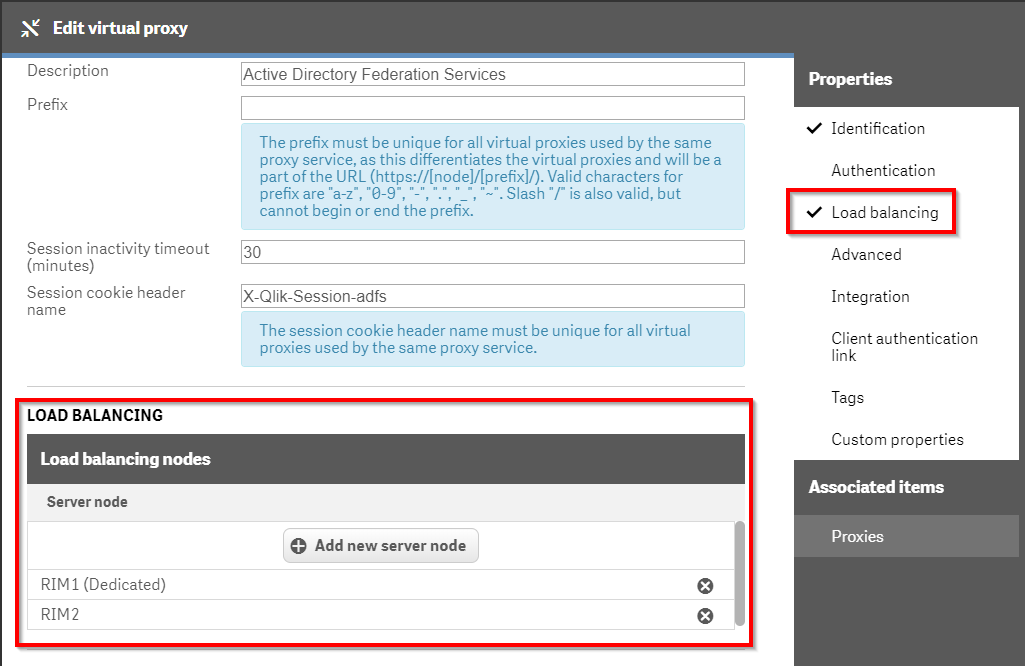 Edit virtual proxy
Description
Active Directory Federation Services
Prefix
The prefix must be unique for all virtual proxies used by the same
proxy service, as this differentiates the virtual proxies and will be a
part of the URL (https://[node]/[prefix]/). Valid characters for
prefix are "a-z", "0-9", "-", ".", "_", "~". Slash "/" is also valid, but
cannot begin or end the prefix.
Session inactivity timeout
(minutes)
30
Session cookie header
name
X-Qlik-Session-adfs
The session cookie header name must be unique for all virtual
proxies used by the same proxy service.
LOAD BALANCING
Load balancing nodes
Server node
Add new server node
RIM1 (Dedicated)
RIM2
Properties
Identification
Authentication
Load balancing
Advanced
Integration
Client authentication
link
Tags
Custom properties
Associated items
Proxies